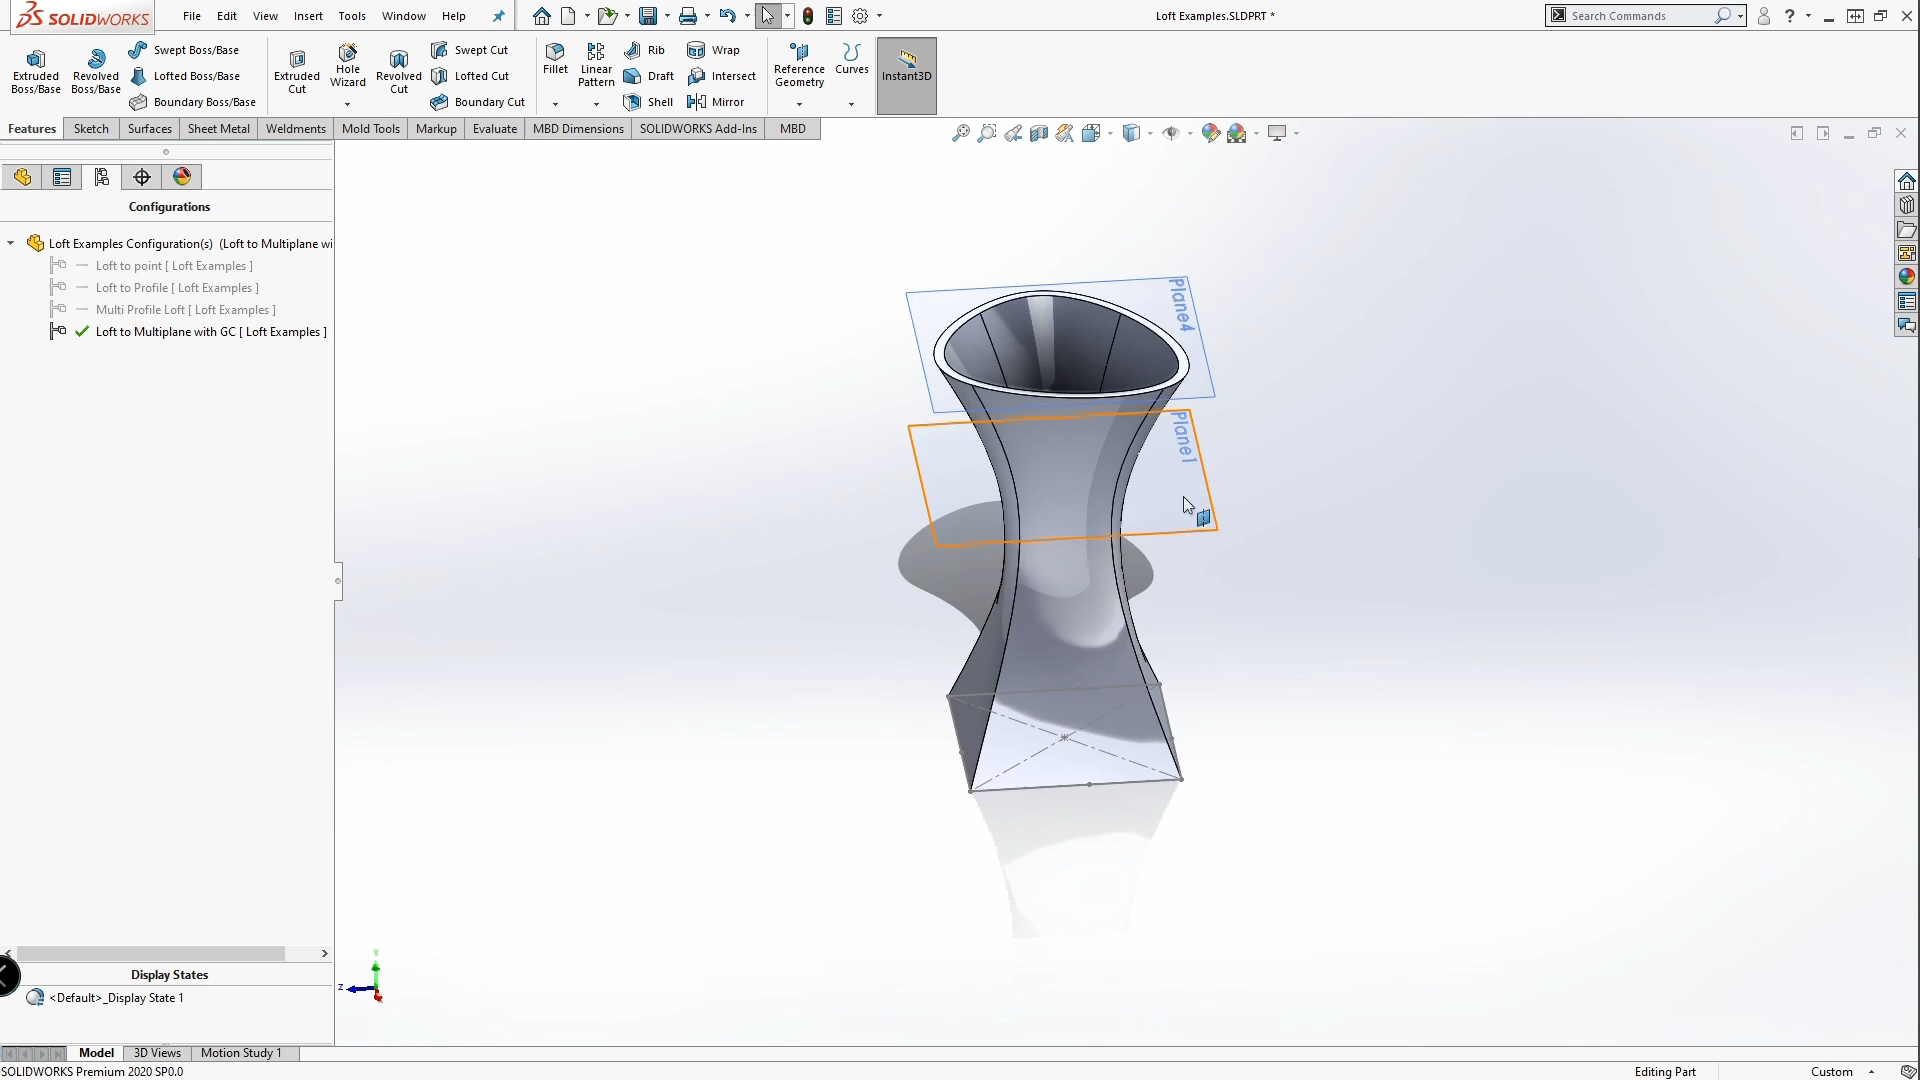 SOLIDWORKS
File Edit View Insert Tools Window Help
Loft Examples.SLDPRT *
Search Commands
Extruded Boss/Base
Revolved Boss/Base
Swept Boss/Base
Lofted Boss/Base
Boundary Boss/Base
Extruded Cut
Hole Wizard
Revolved Cut
Swept Cut
Lofted Cut
Boundary Cut
Fillet
Linear Pattern
Rib
Draft
Shell
Wrap
Intersect
Mirror
Reference Geometry
Curves
Instant3D
Features Sketch Surfaces Sheet Metal Weldments Mold Tools Markup Evaluate MBD Dimensions SOLIDWORKS Add-Ins MBD
Configurations
Loft Examples Configuration(s) (Loft to Multiplane wi
Loft to point [ Loft Examples ]
Loft to Profile [ Loft Examples ]
Multi Profile Loft [ Loft Examples ]
Loft to Multiplane with GC [ Loft Examples ]
Plane4
Plane1
Z
Display States
<Default>_Display State 1
Model 3D Views Motion Study 1
SOLIDWORKS Premium 2020 SP0.0
Editing Part
Custom